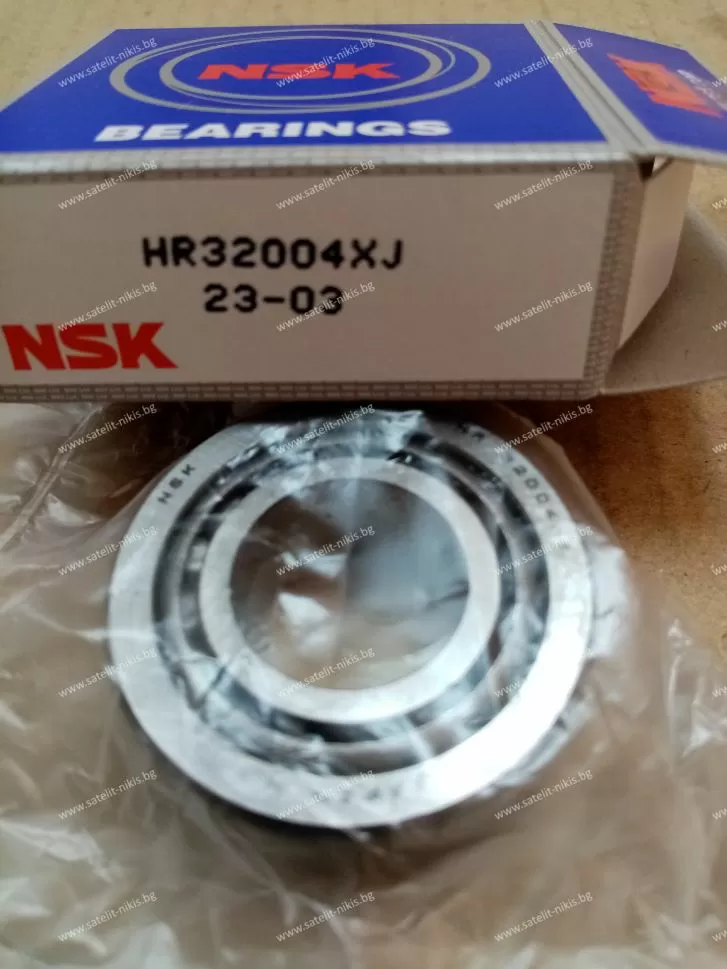 NSK
BEARINGS
HR32004XJ
23-03
NSK
NSK
www.satelit-nikis.bg